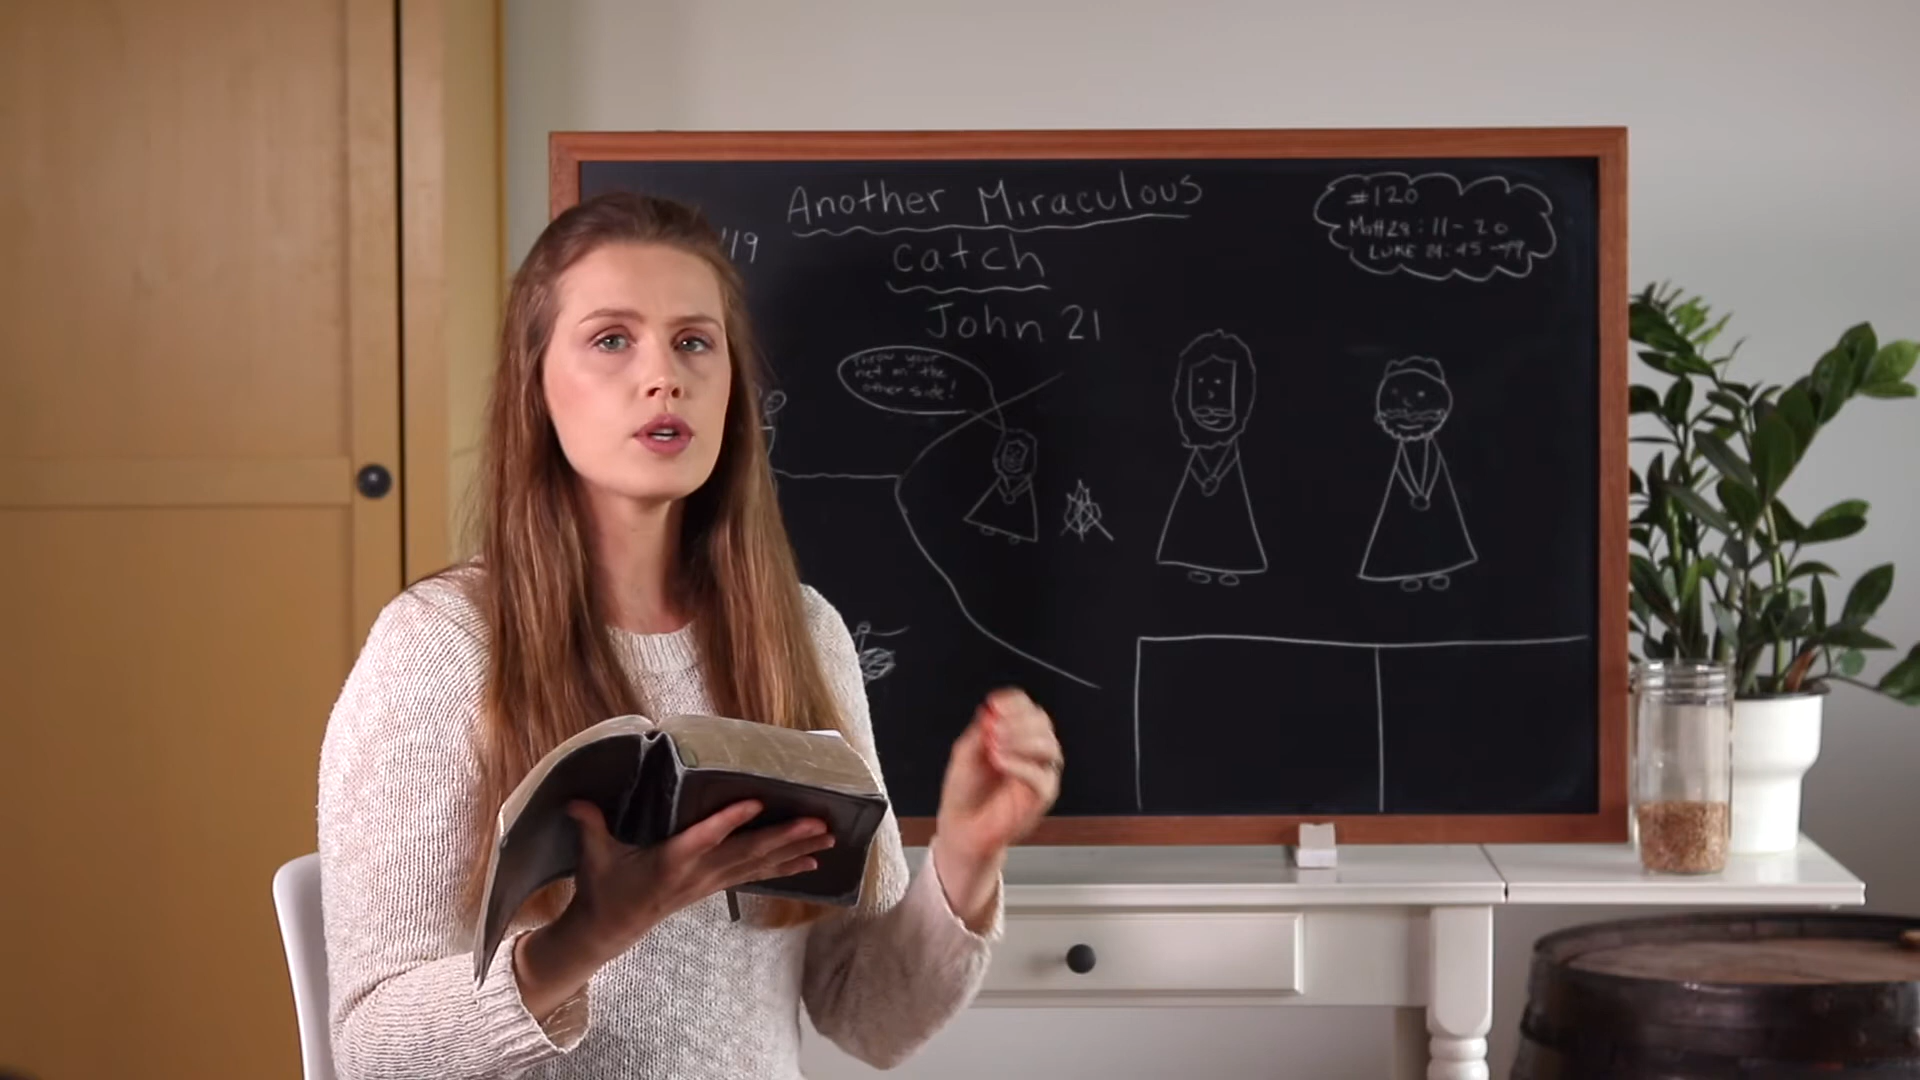 Another Miraculous
catch
John 21
#120
Matt 28:11-20
LUKE 24:45-49
119
Throw your
net on the
other side!